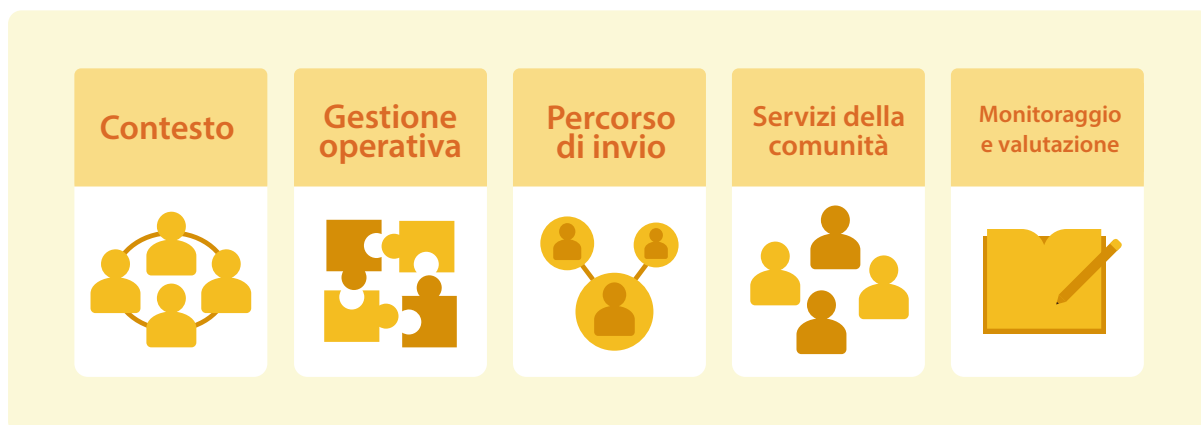 Contesto
Gestione
operativa
Percorso
di invio
Servizi della
comunità
Monitoraggio
e valutazione